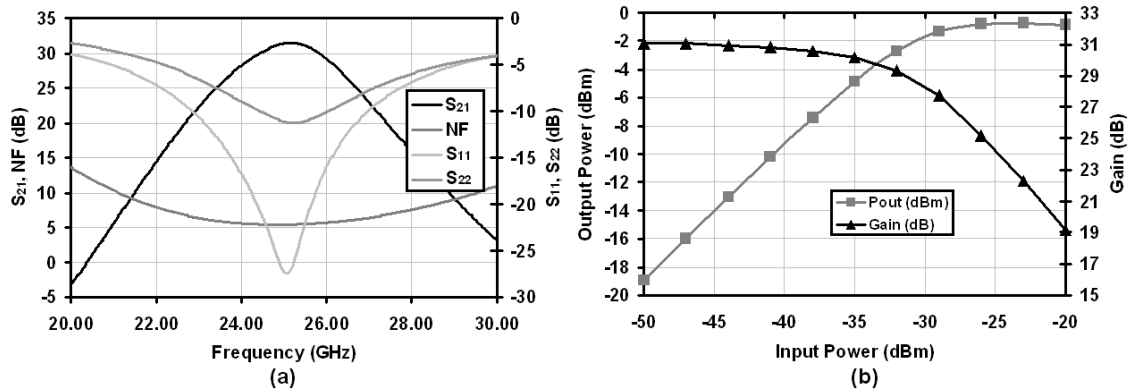 35
30
25
20
15
10
5
0
-5
S21, NF (dB)
0
-5
-10
-15
-20
-25
-30
S11, S22 (dB)
S21
NF
S11
S22
20.00 22.00 24.00 26.00 28.00 30.00
Frequency (GHz)
(a)
0
-2
-4
-6
-8
-10
-12
-14
-16
-18
-20
Output Power (dBm)
33
31
29
27
25
23
21
19
17
15
Gain (dB)
Pout (dBm)
Gain (dB)
-50 -45 -40 -35 -30 -25 -20
Input Power (dBm)
(b)